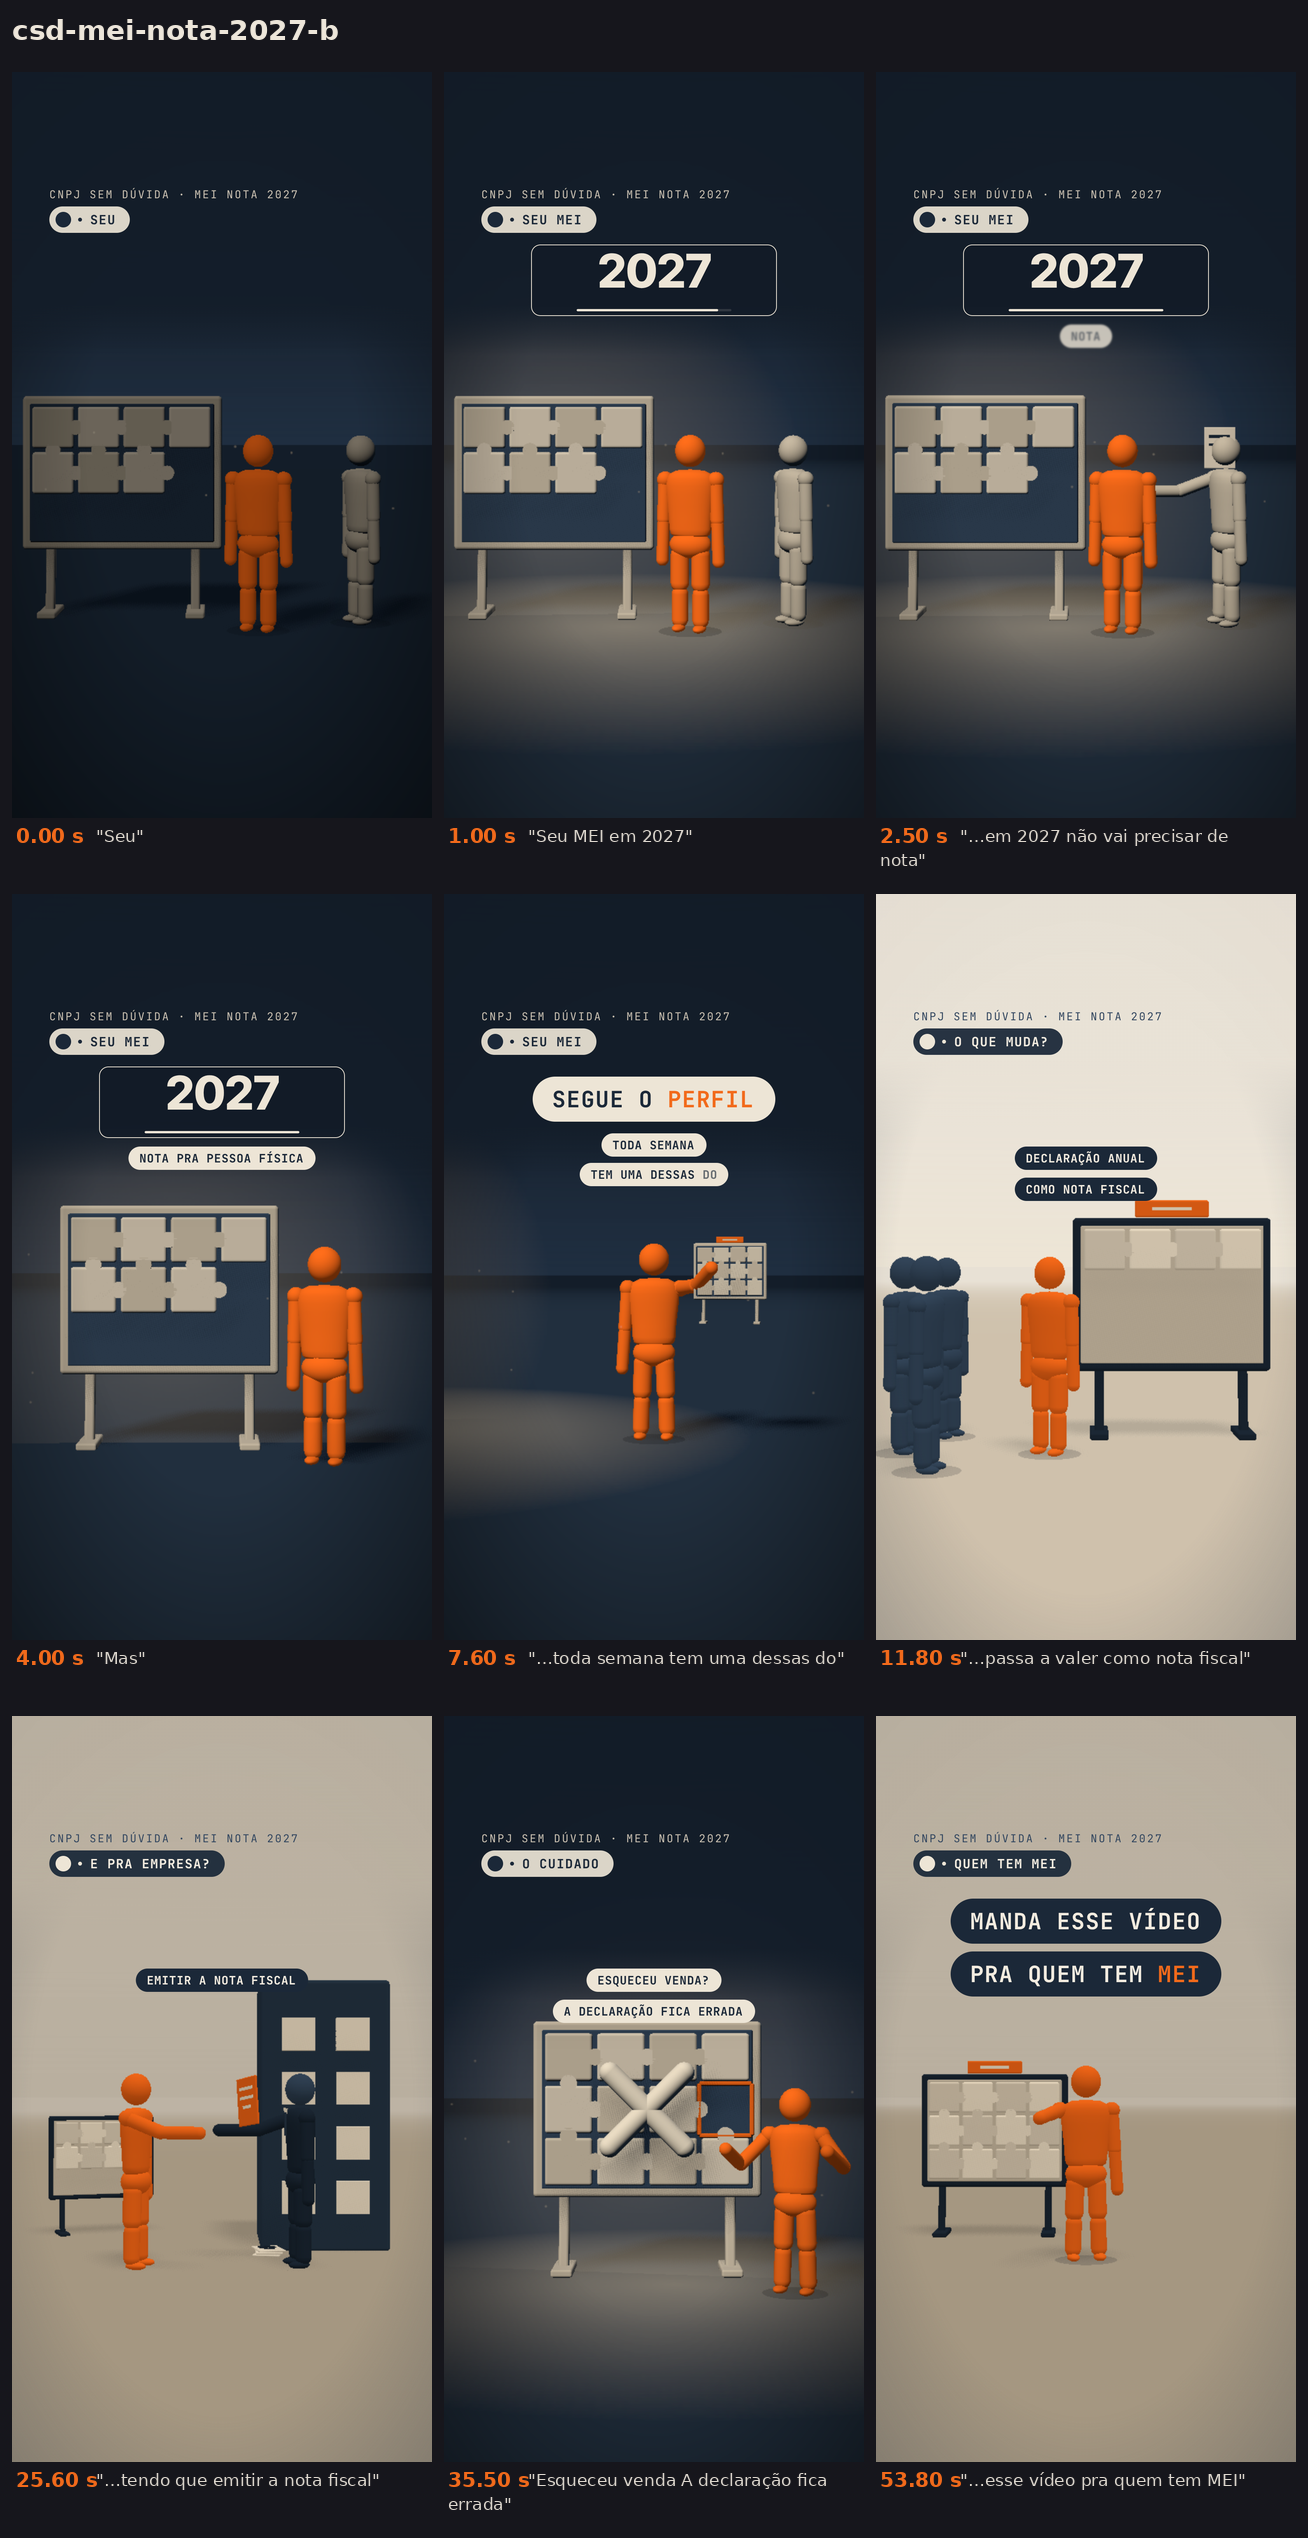 csd-mei-nota-2027-b
CNPJ SEM DÚVIDA · MEI NOTA 2027
• SEU
CNPJ SEM DÚVIDA · MEI NOTA 2027
• SEU MEI
2027
CNPJ SEM DÚVIDA · MEI NOTA 2027
• SEU MEI
2027
NOTA
0.00 s "Seu"
1.00 s "Seu MEI em 2027"
2.50 s "...em 2027 não vai precisar de
nota"
CNPJ SEM DÚVIDA · MEI NOTA 2027
• SEU MEI
2027
NOTA PRA PESSOA FÍSICA
CNPJ SEM DÚVIDA · MEI NOTA 2027
• SEU MEI
SEGUE O PERFIL
TODA SEMANA
TEM UMA DESSAS DO
CNPJ SEM DÚVIDA · MEI NOTA 2027
• O QUE MUDA?
DECLARAÇÃO ANUAL
COMO NOTA FISCAL
4.00 s "Mas"
7.60 s "...toda semana tem uma dessas do"
11.80 s "...passa a valer como nota fiscal"
CNPJ SEM DÚVIDA · MEI NOTA 2027
• E PRA EMPRESA?
EMITIR A NOTA FISCAL
CNPJ SEM DÚVIDA · MEI NOTA 2027
• O CUIDADO
ESQUECEU VENDA?
A DECLARAÇÃO FICA ERRADA
CNPJ SEM DÚVIDA · MEI NOTA 2027
• QUEM TEM MEI
MANDA ESSE VÍDEO
PRA QUEM TEM MEI
25.60 s "...tendo que emitir a nota fiscal"
35.50 s "Esqueceu venda A declaração fica
errada"
53.80 s "...esse vídeo pra quem tem MEI"